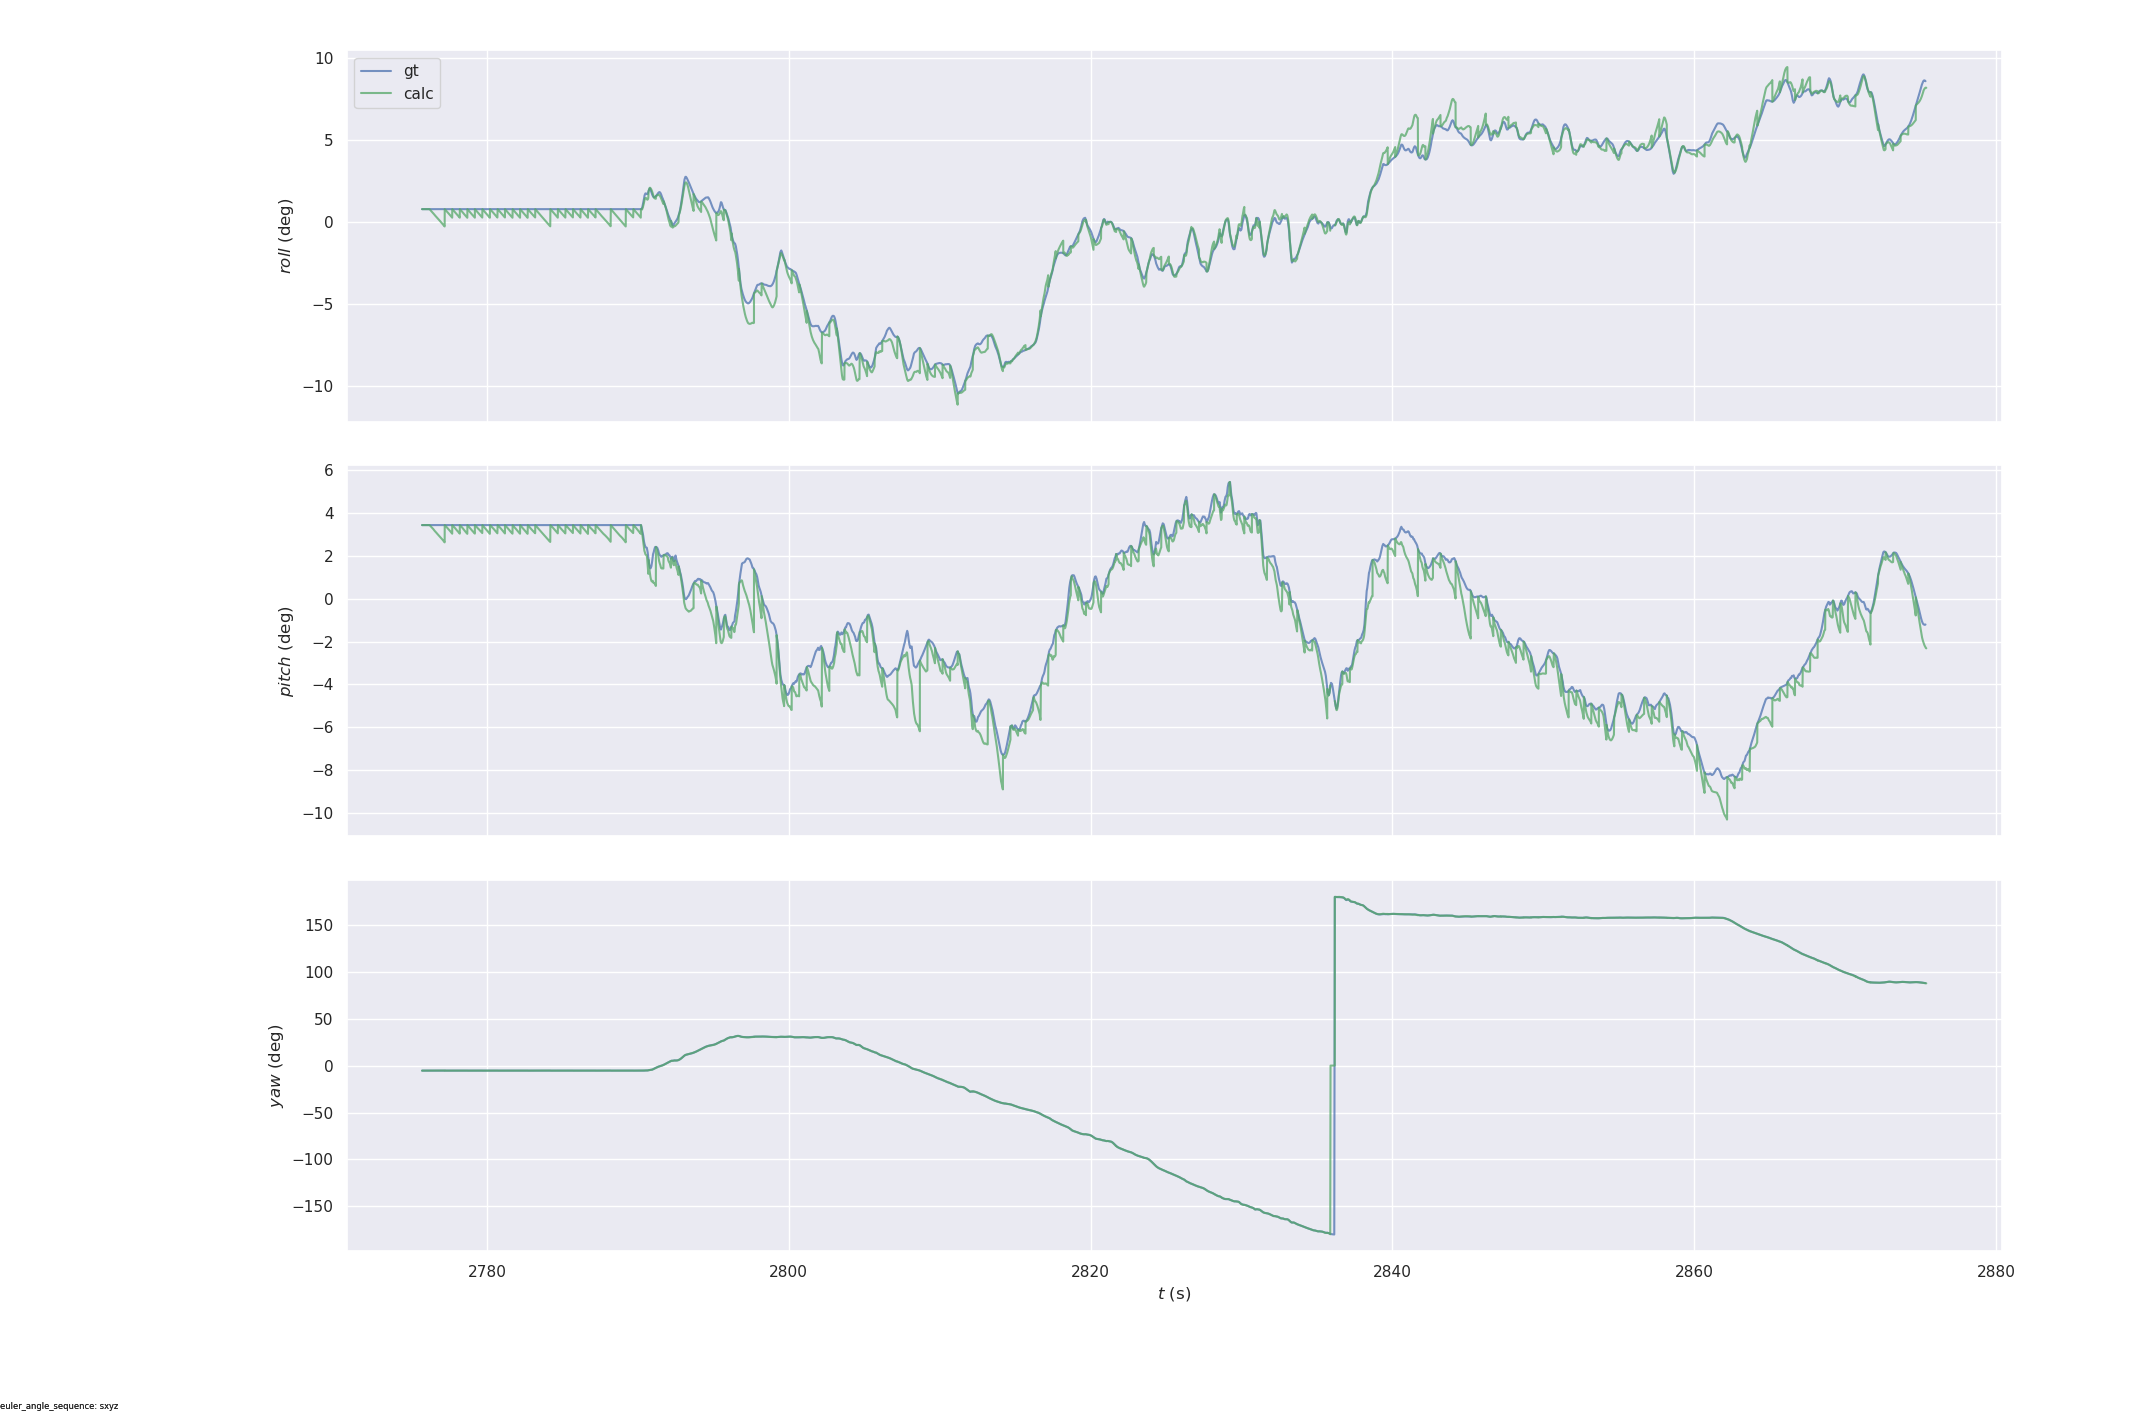 10
5
0
−5
−10
roll (deg)
gt
calc
6
4
2
0
−2
−4
−6
−8
−10
pitch (deg)
150
100
50
0
−50
−100
−150
yaw (deg)
2780 2800 2820 2840 2860 2880
t (s)
euler_angle_sequence: sxyz